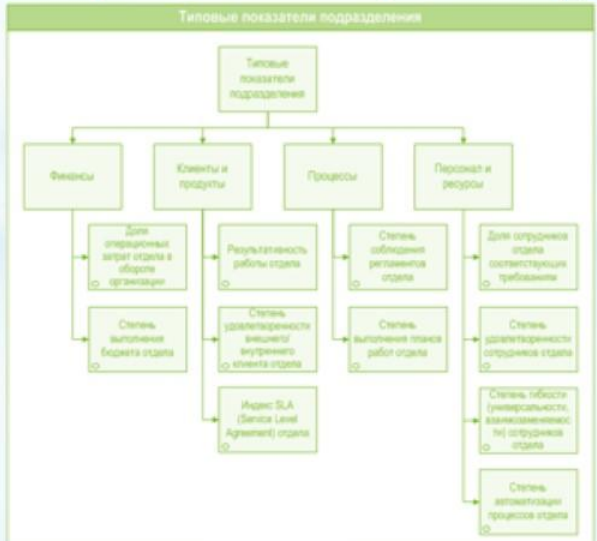 Типовые показатели подразделения
Типовые
показатели
подразделения
Финансы
Клиенты и
продукты
Процессы
Персонал и
ресурсы
Доля
операционных
затрат отдела в
обороте
организации
Результативность
работы отдела
Степень
соблюдения
регламентов
отдела
Доля сотрудников
отдела
соответствующих
требованиям
Степень
выполнения
бюджета отдела
Степень
удовлетворенности
внешнего/
внутреннего
клиента отдела
Степень
выполнения планов
работ отдела
Степень
удовлетворенности
сотрудников отдела
Индекс SLA
(Service Level
Agreement) отдела
Степень гибкости
(универсальности,
взаимозаменяемос
ти) сотрудников
отдела
Степень
автоматизации
процессов отдела